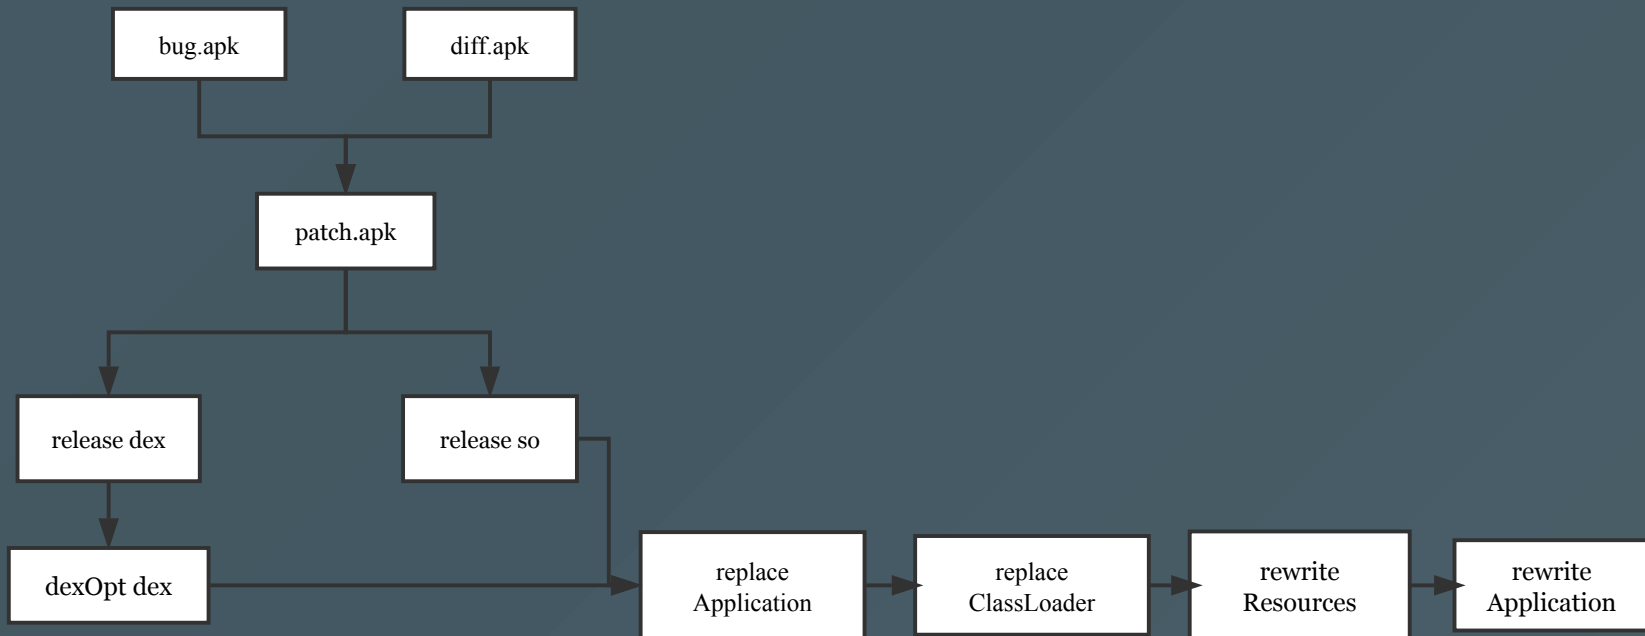 bug.apk
diff.apk
patch.apk
release dex
release so
dexOpt dex
replace
Application
replace
ClassLoader
rewrite
Resources
rewrite
Application